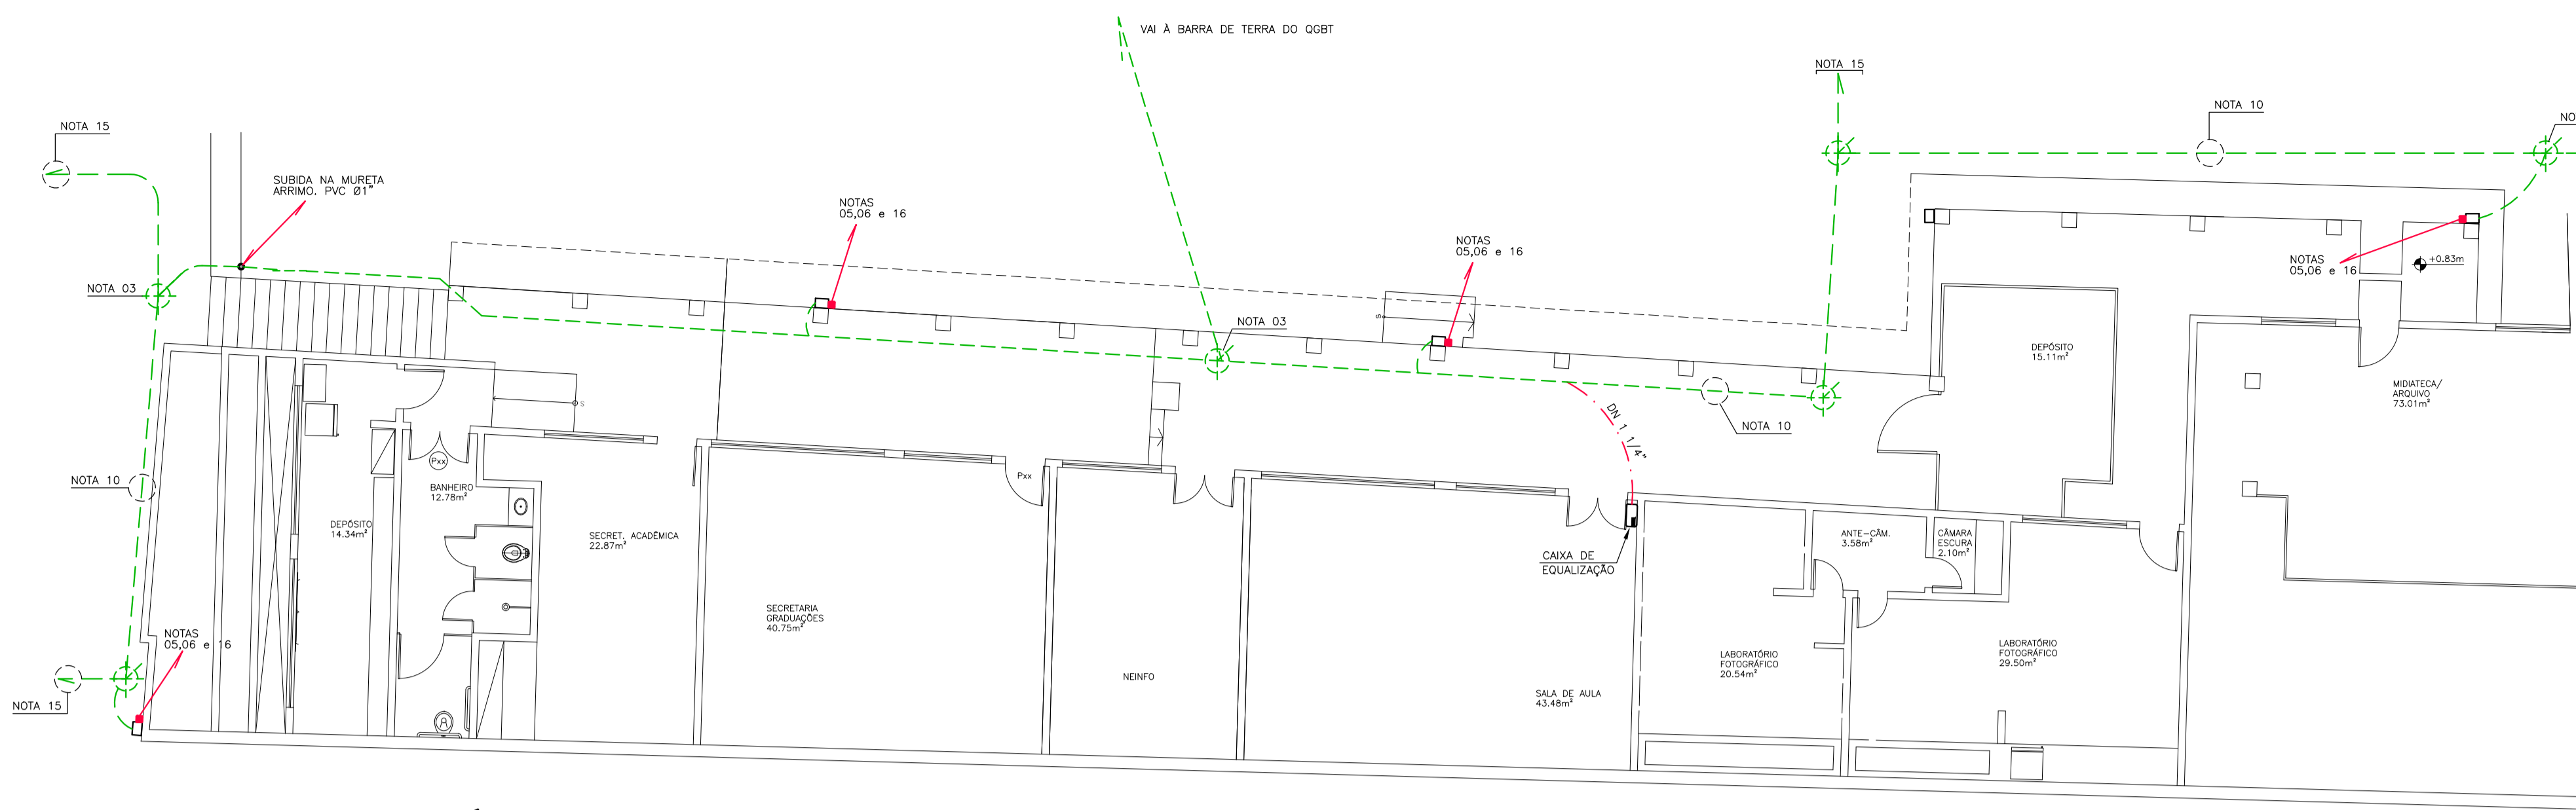 VAI À BARRA DE TERRA DO QGBT
NOTA 15
NOTA 10
NOTA 15
SUBIDA NA MURETA
ARRIMO. PVC Ø1"
NOTAS
05,06 e 16
NOTAS
05,06 e 16
NOTAS
05,06 e 16
+0.83m
NOTA 03
S
NOTA 03
DEPÓSITO
15.11m²
MIDIATECA/
ARQUIVO
73.01m²
S
DN 1 1/4"
NOTA 10
Pxx
Pxx
NOTA 10
BANHEIRO
12.78m²
DEPÓSITO
14.34m²
SECRET. ACADÊMICA
22.87m²
CAIXA DE
EQUALIZAÇÃO
ANTE-CÂM.
3.58m²
CÂMARA
ESCURA
2.10m²
SECRETARIA
GRADUAÇÕES
40.75m²
NOTAS
05,06 e 16
LABORATÓRIO
FOTOGRÁFICO
20.54m²
LABORATÓRIO
FOTOGRÁFICO
29.50m²
NEINFO
SALA DE AULA
43.48m²
NOTA 15